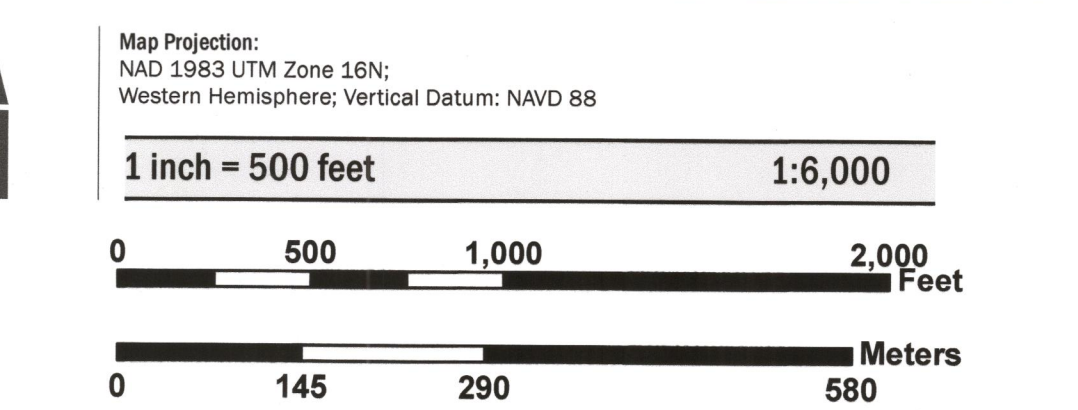 Map Projection:
NAD 1983 UTM Zone 16N;
Western Hemisphere; Vertical Datum: NAVD 88
1 inch = 500 feet 1:6,000
0 500 1,000 2,000
Feet
Meters
0 145 290 580